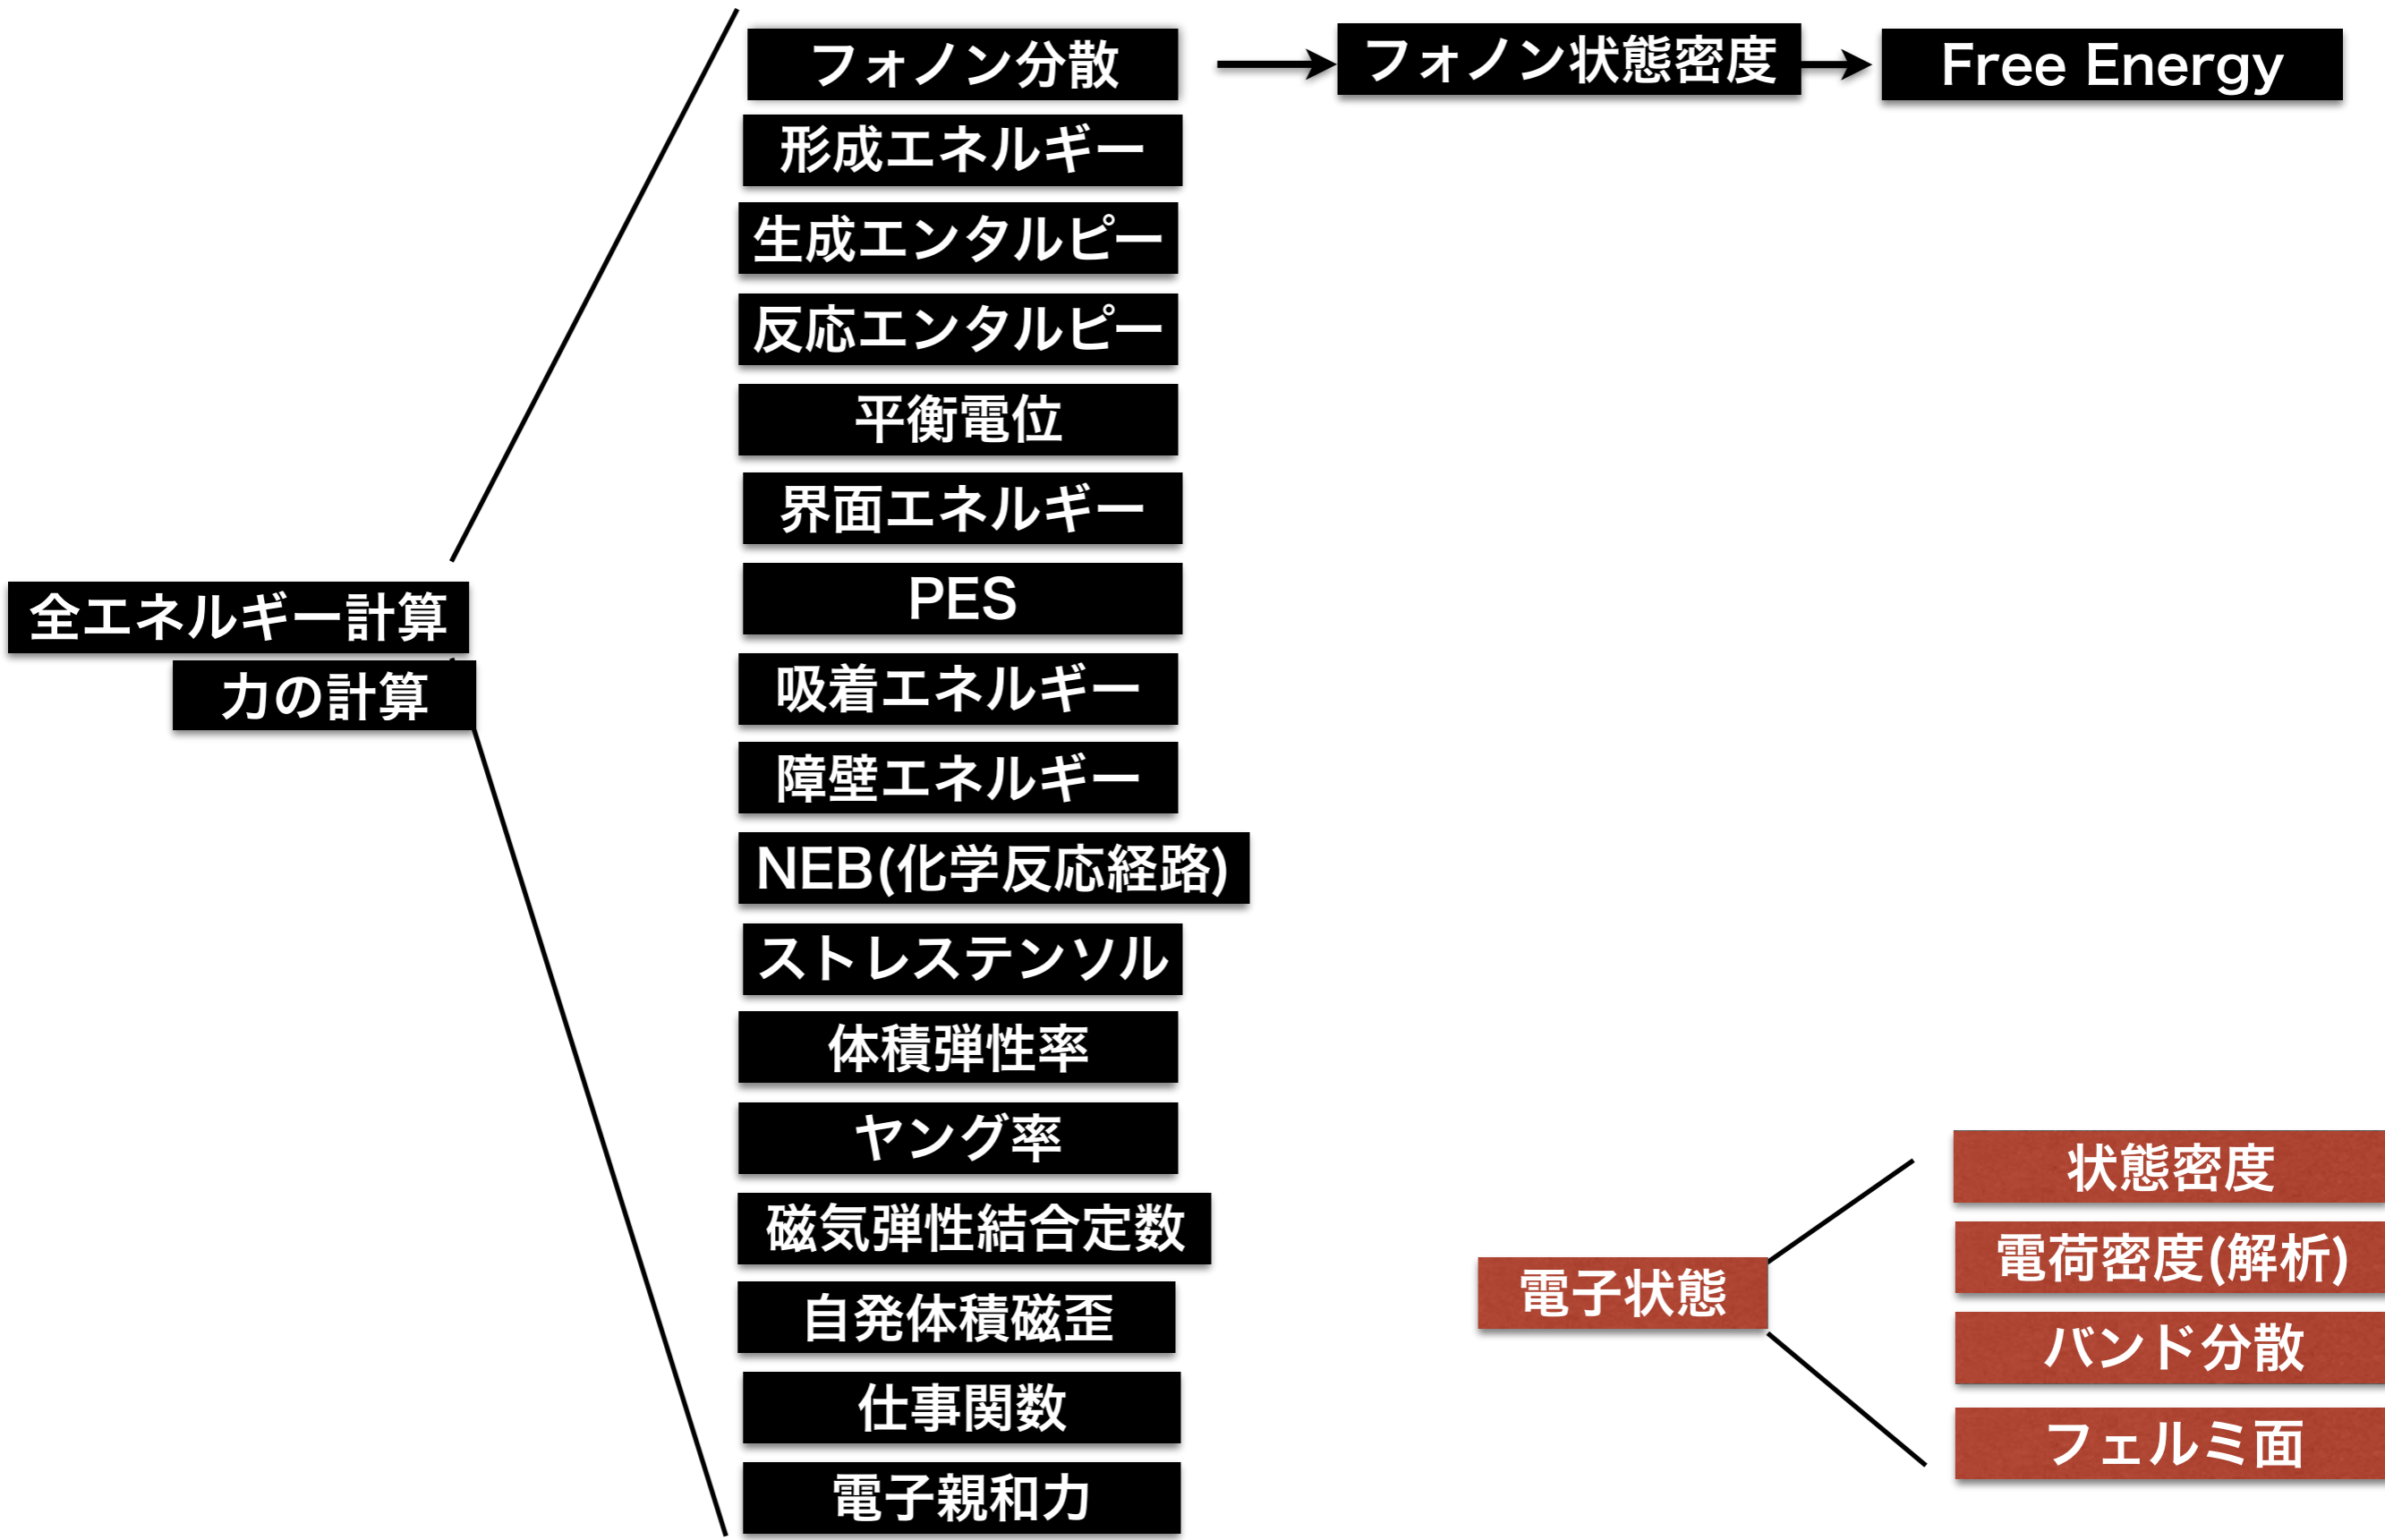 フォノン分散
フォノン状態密度
Free Energy
形成エネルギー
生成エンタルピー
反応エンタルピー
平衡電位
界面エネルギー
PES
全エネルギー計算
力の計算
吸着エネルギー
障壁エネルギー
NEB(化学反応経路)
ストレステンソル
体積弾性率
ヤング率
磁気弾性結合定数
自発体積磁歪
仕事関数
電子親和力
電子状態
状態密度
電荷密度(解析)
バンド分散
フェルミ面